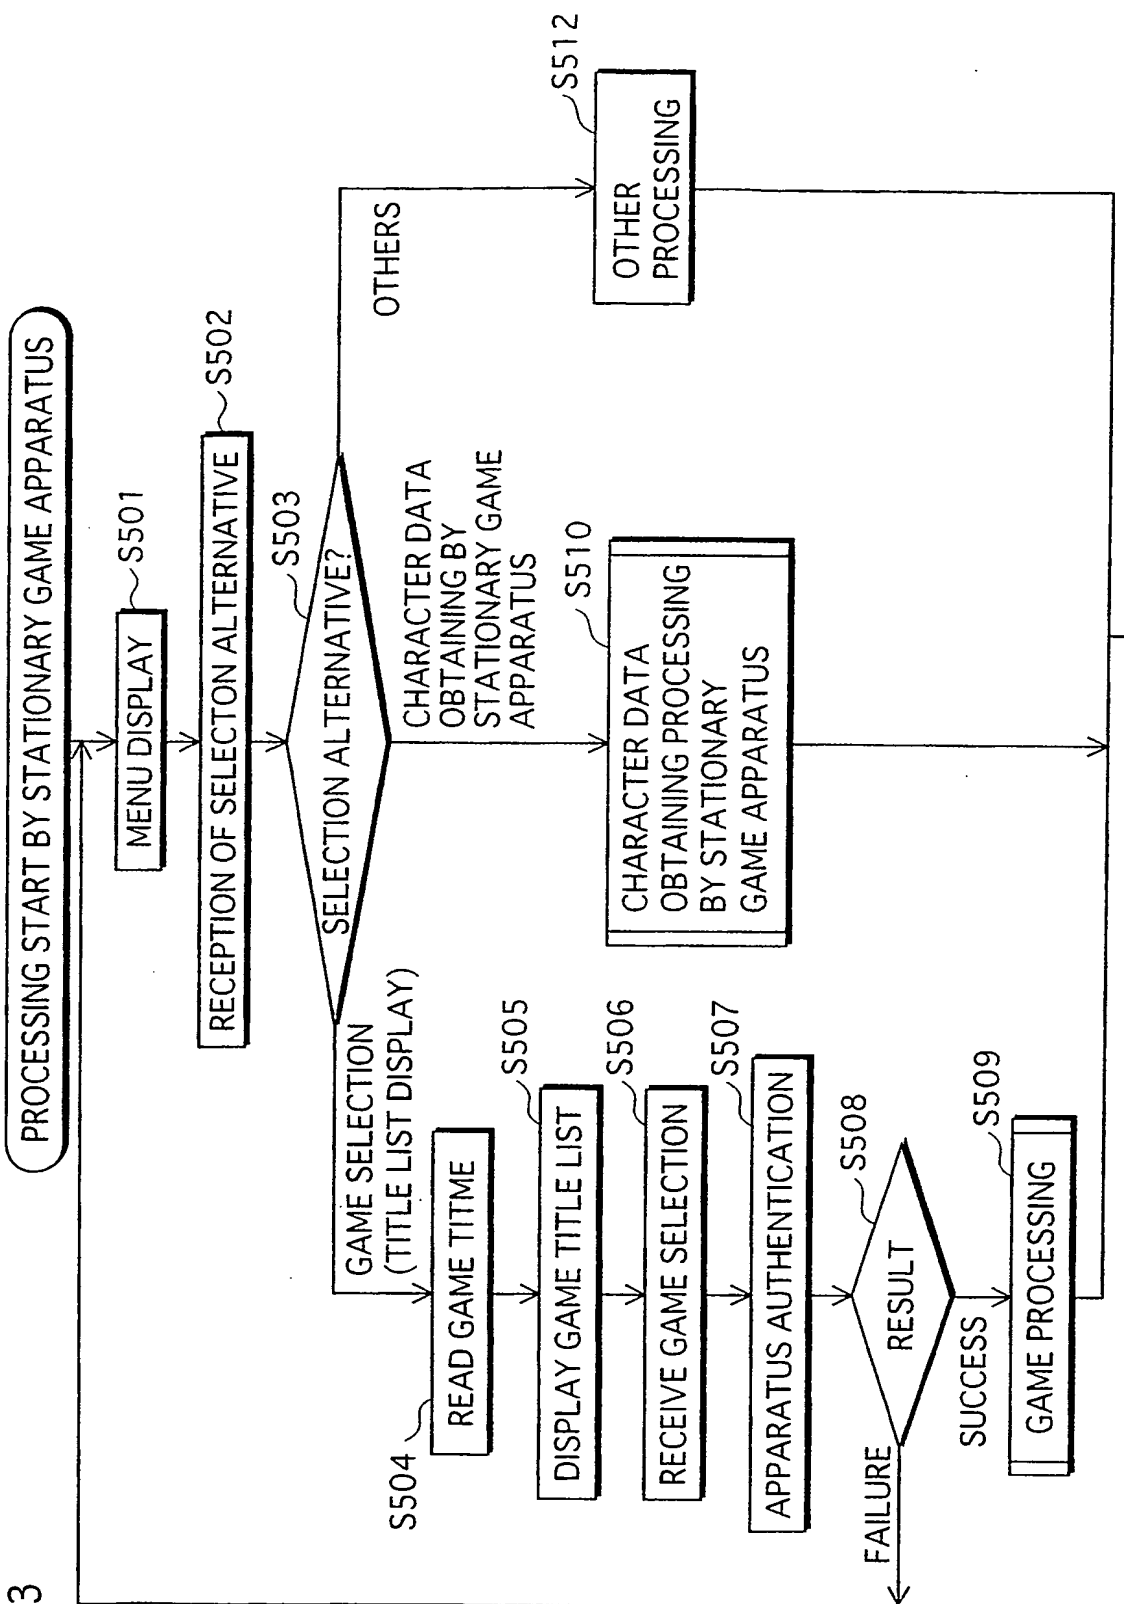 3
PROCESSING START BY STATIONARY GAME APPARATUS
MENU DISPLAY
S501
RECEPTION OF SELECTON ALTERNATIVE
S502
SELECTION ALTERNATIVE?
S503
GAME SELECTION
(TITLE LIST DISPLAY)
CHARACTER DATA
OBTAINING BY
STATIONARY GAME
APPARATUS
OTHERS
S504
READ GAME TITME
DISPLAY GAME TITLE LIST
S505
RECEIVE GAME SELECTION
S506
APPARATUS AUTHENTICATION
S507
RESULT
S508
FAILURE
SUCCESS
GAME PROCESSING
S509
CHARACTER DATA
OBTAINING PROCESSING
BY STATIONARY
GAME APPARATUS
S510
OTHER
PROCESSING
S512